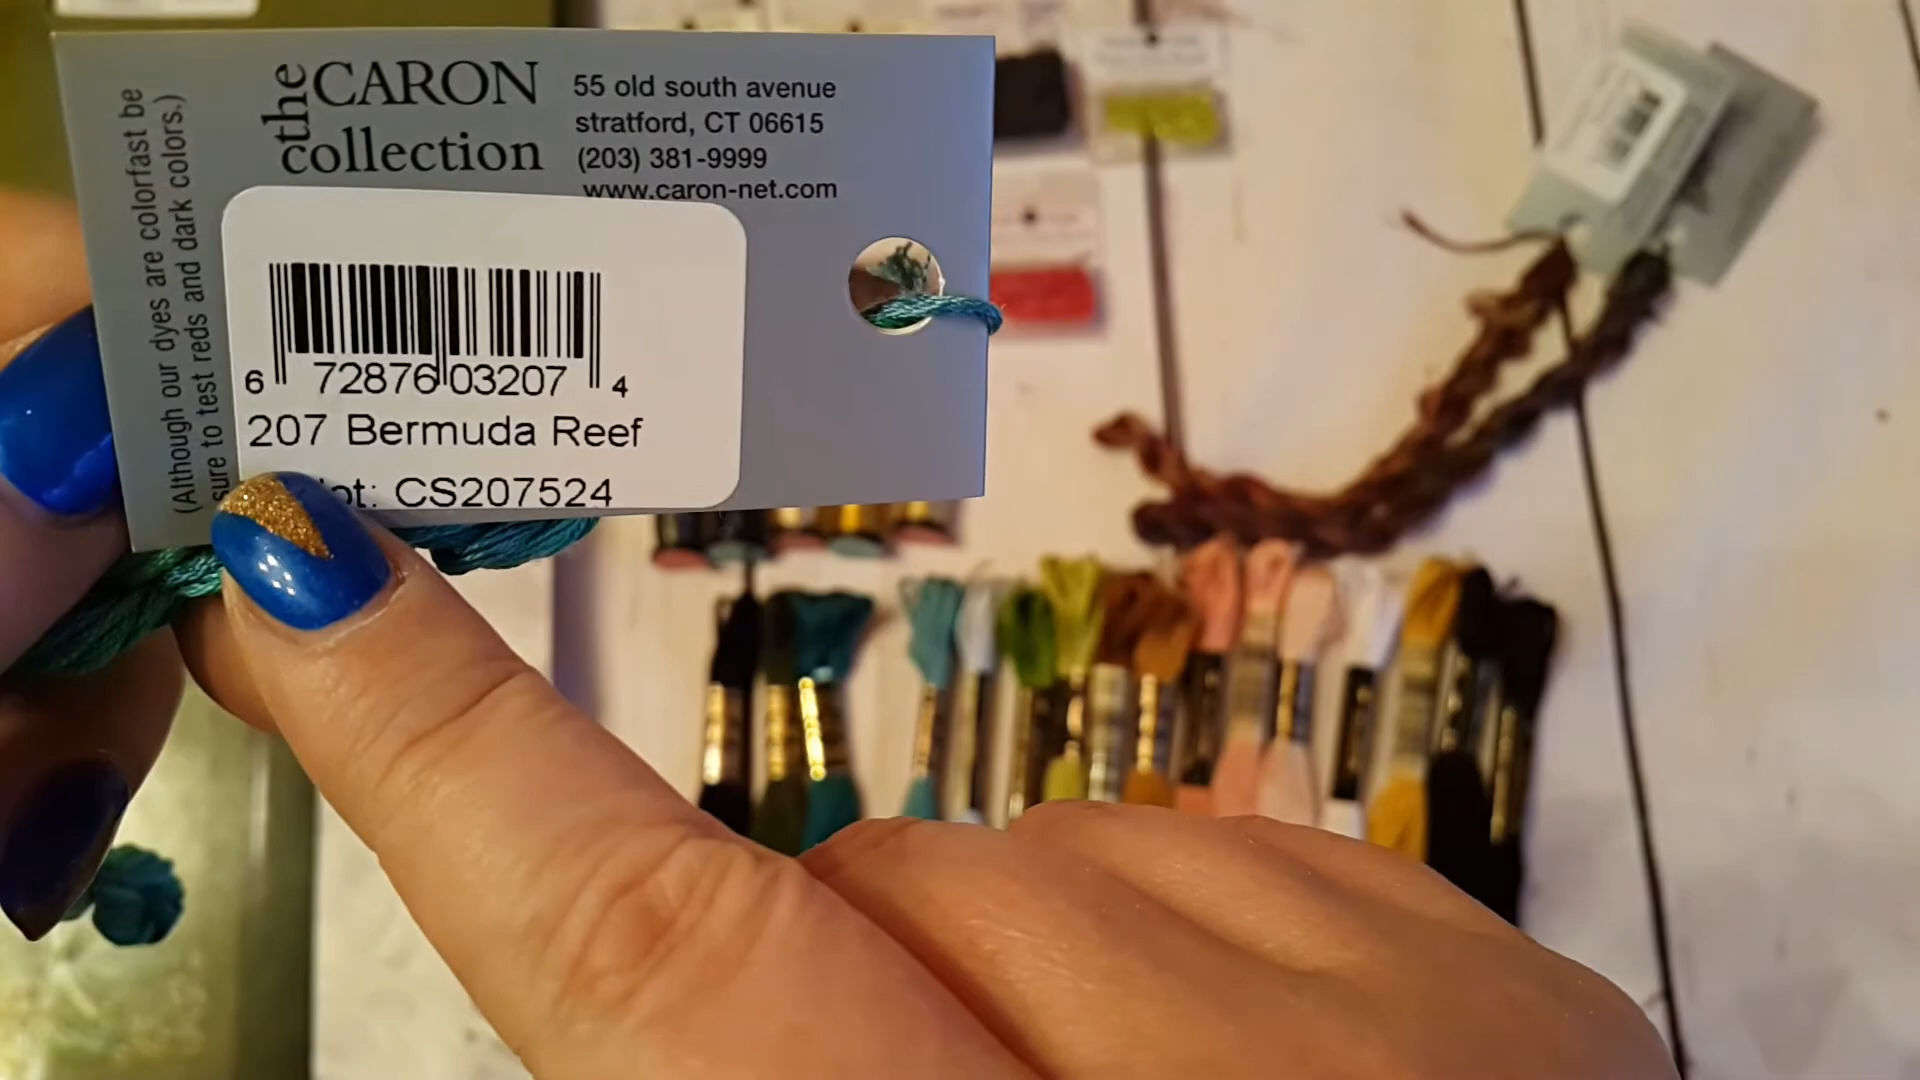 (Although our dyes are colorfast be
sure to test reds and dark colors.)
the CARON
collection
55 old south avenue
stratford, CT 06615
(203) 381-9999
www.caron-net.com
6 72876 03207 4
207 Bermuda Reef
ot: CS207524